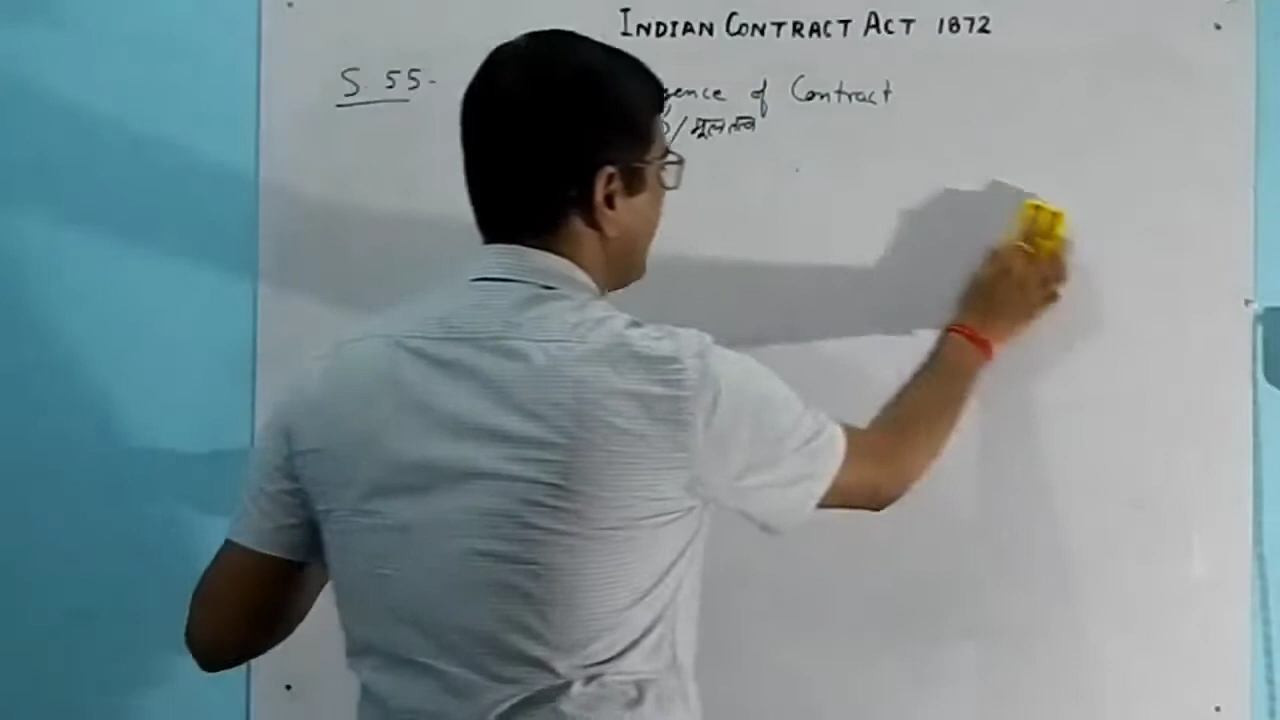 INDIAN CONTRACT ACT 1872
S. 55- gence of Contract
/मूलतत्व